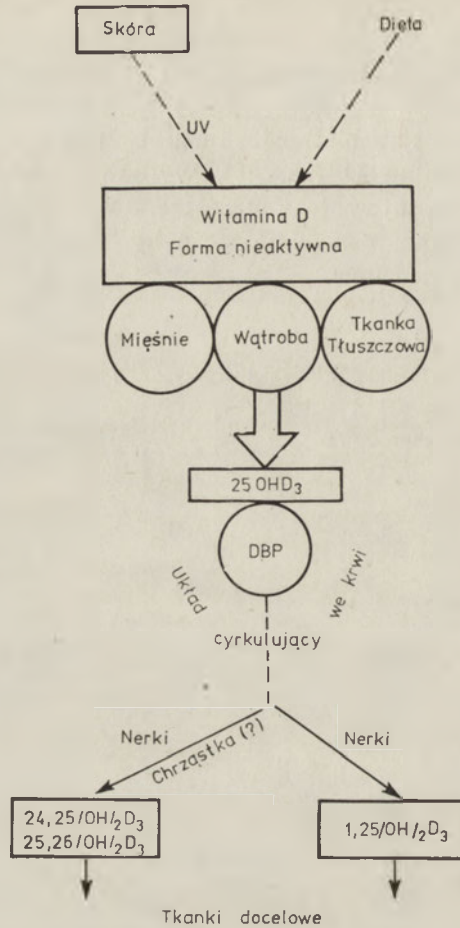 Skóra
Dieta
UV
Witamina D
Forma nieaktywna
Mięśnie
Wątroba
Tkanka
Tłuszczowa
25 OHD₃
DBP
Układ
we krwi
cyrkulujący
Nerki
Chrząstka (?)
Nerki
24,25/OH/₂D₃
25,26/OH/₂D₃
1,25/OH/₂D₃
Tkanki docelowe